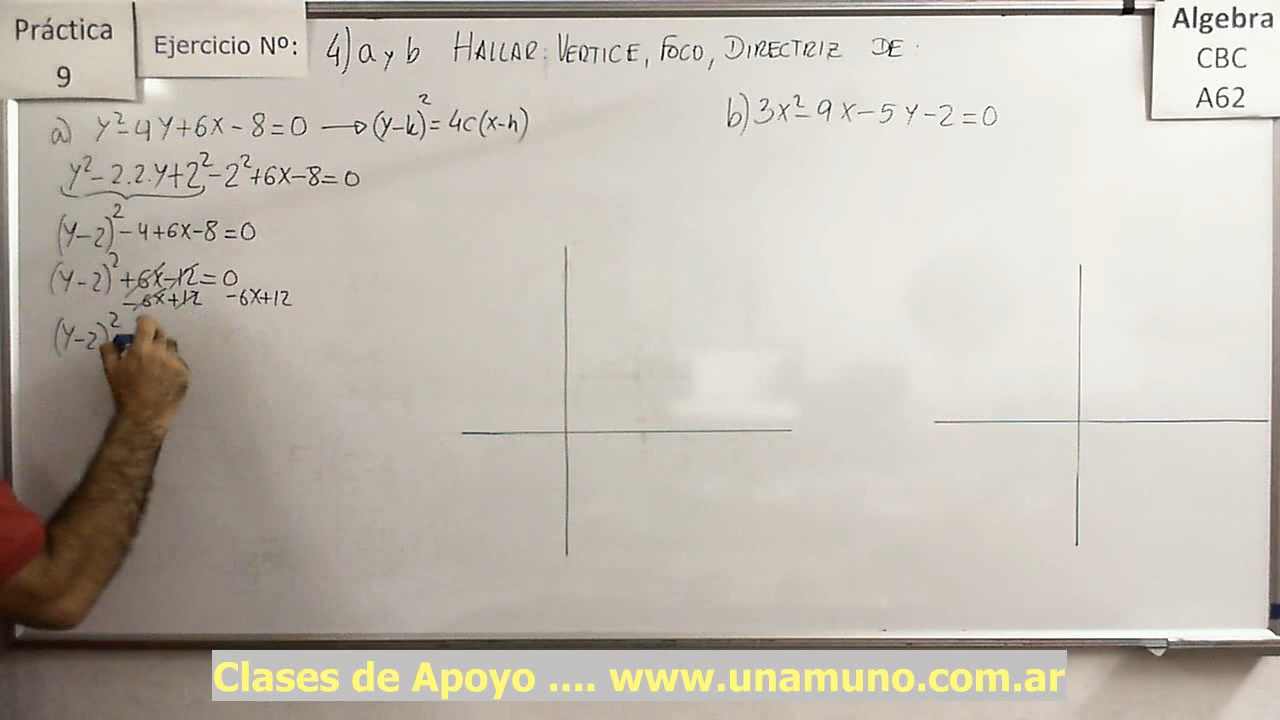 Práctica
9
Ejercicio Nº:
4) a y b HALLAR: VERTICE, FOCO, DIRECTRIZ DE:
Algebra
CBC
A62
a) y²-4y+6x-8=0 → (y-k)²=4c(x-h)
y²-2.2.y+2²-2²+6x-8=0
(y-2)²-4+6x-8=0
(y-2)²+6x-12=0
-6x+12 -6x+12
(y-2)²
b) 3x²-9x-5y-2=0
Clases de Apoyo .... www.unamuno.com.ar